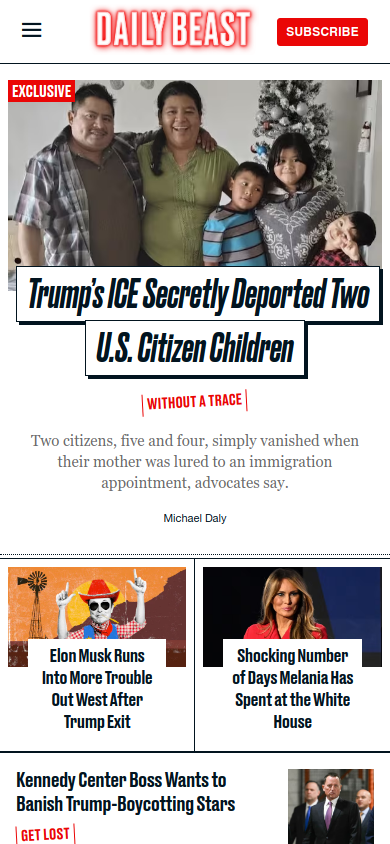 DAILY BEAST
SUBSCRIBE
EXCLUSIVE
Trump's ICE Secretly Deported Two
U.S. Citizen Children
WITHOUT A TRACE
Two citizens, five and four, simply vanished when
their mother was lured to an immigration
appointment, advocates say.
Michael Daly
Elon Musk Runs
Into More Trouble
Out West After
Trump Exit
Shocking Number
of Days Melania Has
Spent at the White
House
Kennedy Center Boss Wants to
Banish Trump-Boycotting Stars
GET LOST